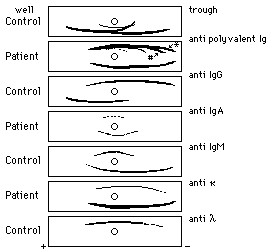 well trough
Control
anti polyvalent Ig
Patient * #
anti IgG
Control
anti IgA
Patient
anti IgM
Control
anti κ
Patient
anti λ
Control
+ –